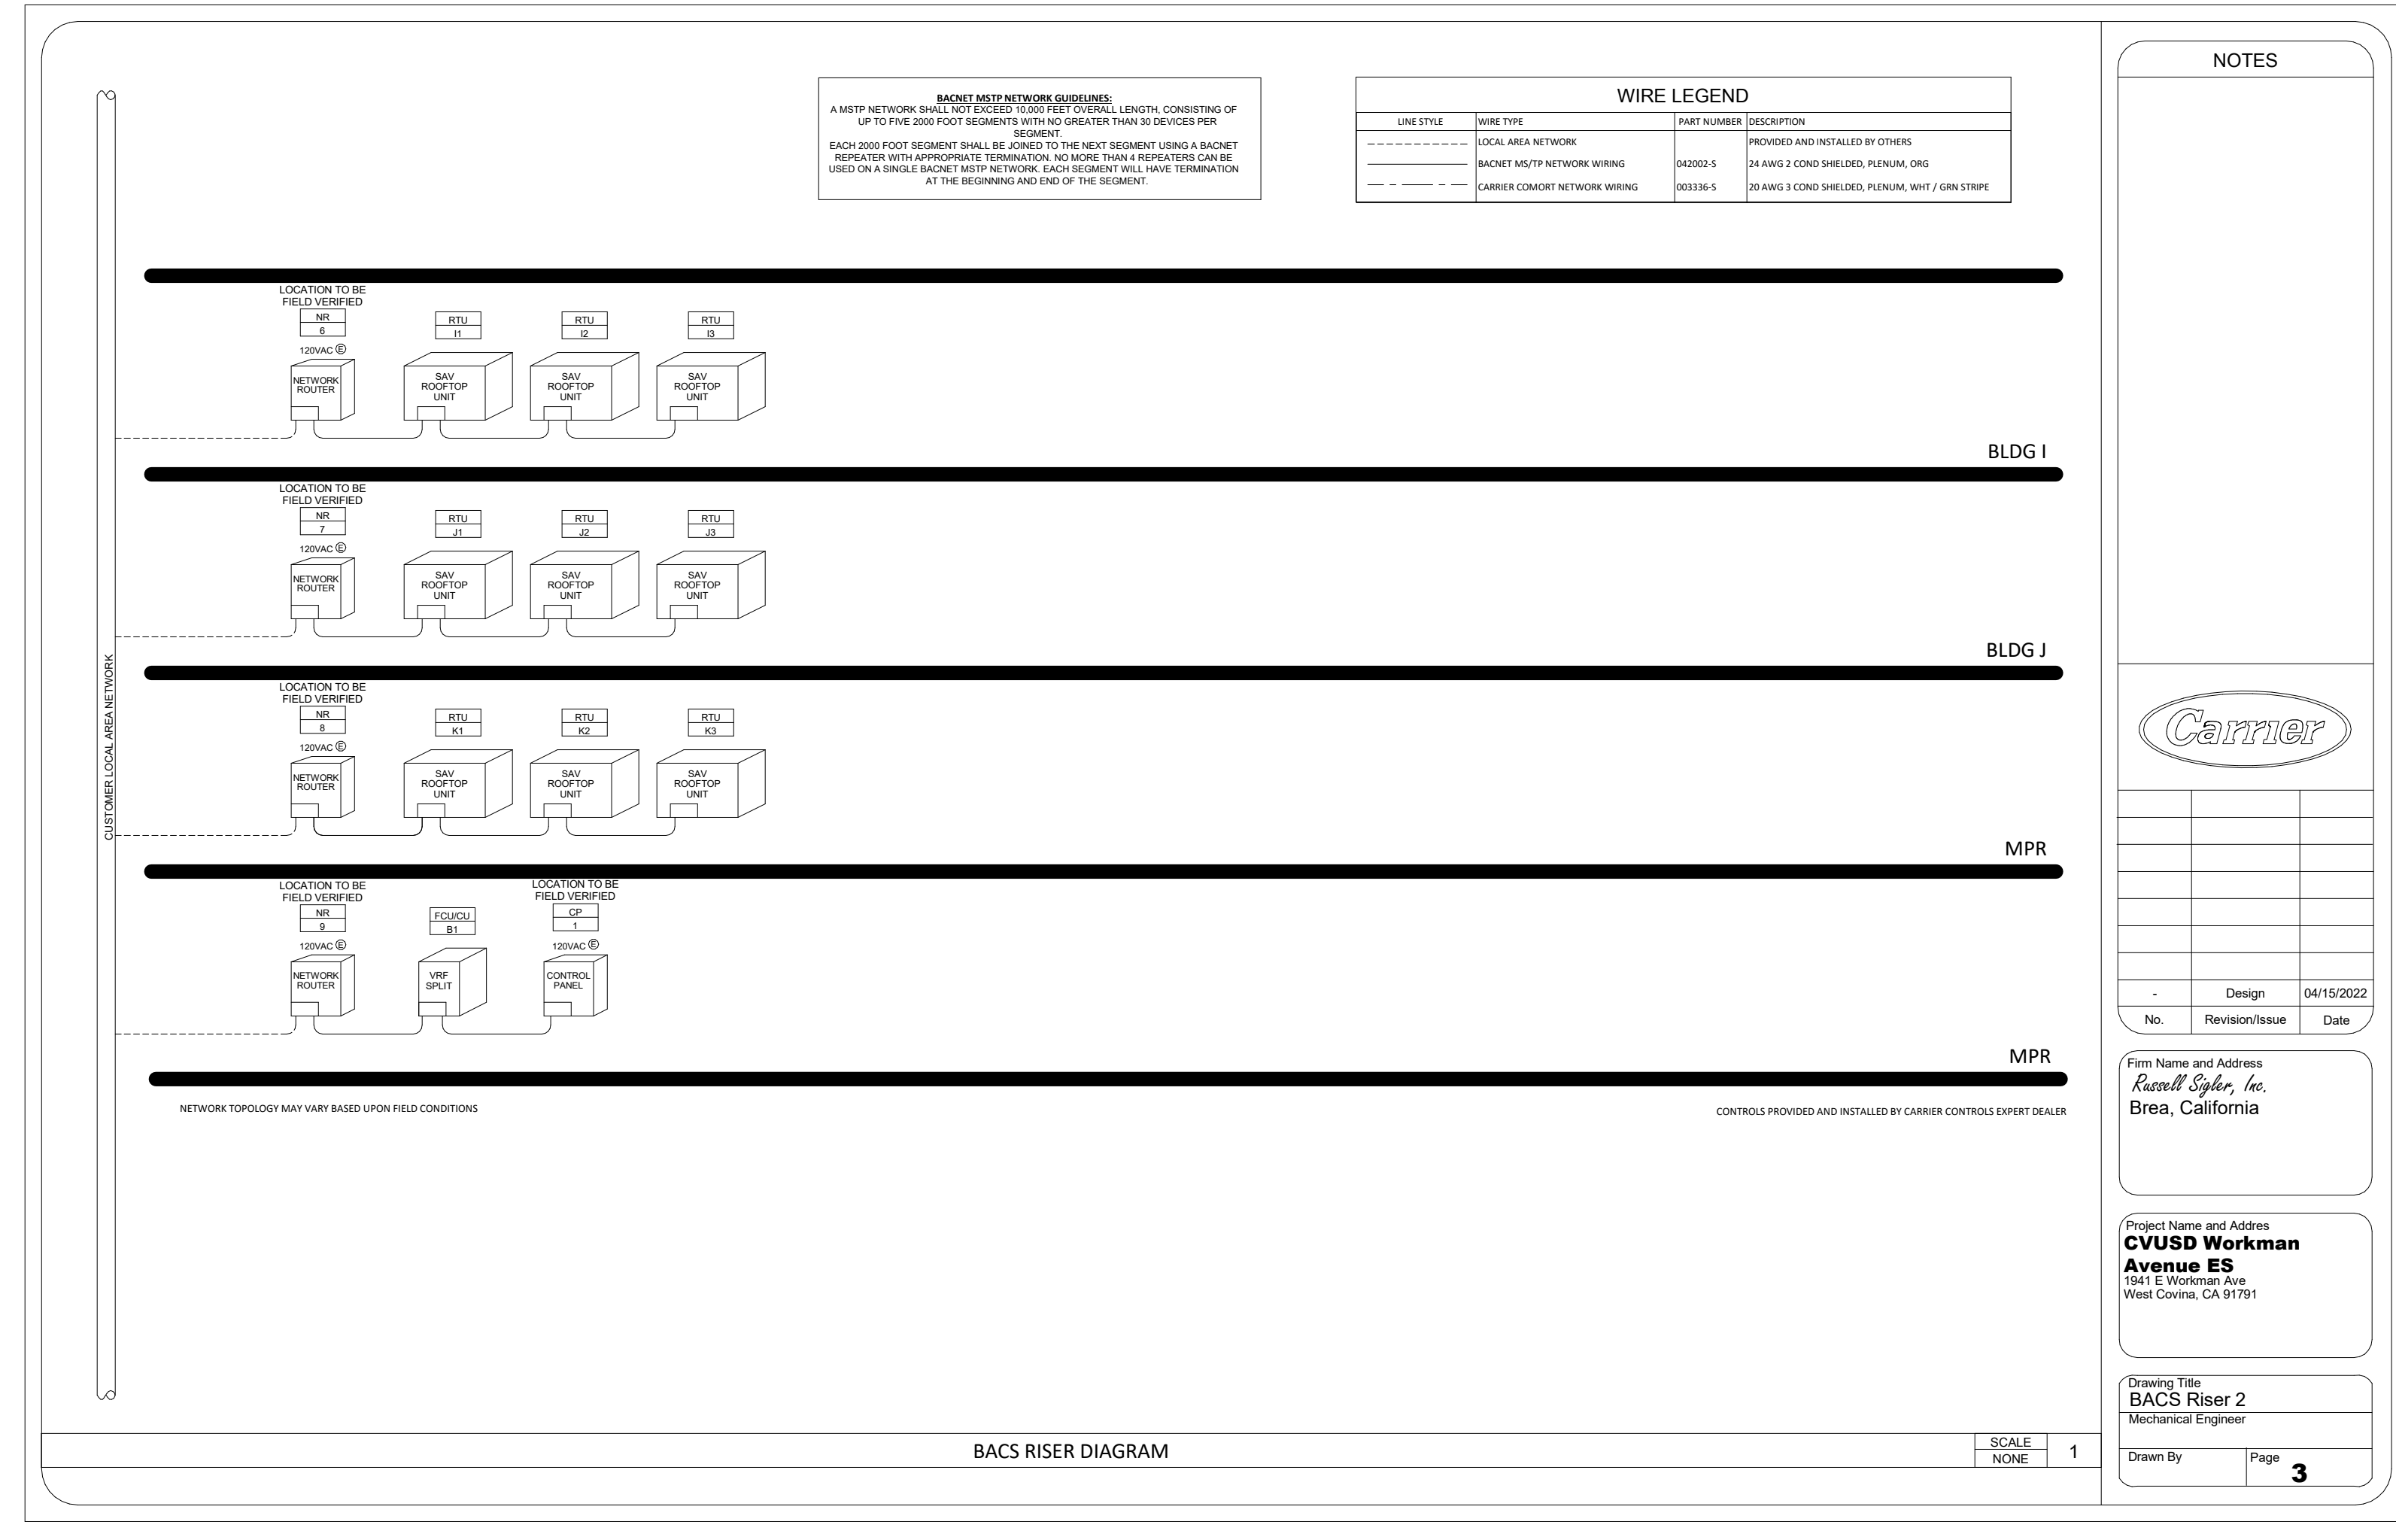 BACNET MSTP NETWORK GUIDELINES:
A MSTP NETWORK SHALL NOT EXCEED 10,000 FEET OVERALL LENGTH, CONSISTING OF
UP TO FIVE 2000 FOOT SEGMENTS WITH NO GREATER THAN 30 DEVICES PER
SEGMENT.
EACH 2000 FOOT SEGMENT SHALL BE JOINED TO THE NEXT SEGMENT USING A BACNET
REPEATER WITH APPROPRIATE TERMINATION. NO MORE THAN 4 REPEATERS CAN BE
USED ON A SINGLE BACNET MSTP NETWORK. EACH SEGMENT WILL HAVE TERMINATION
AT THE BEGINNING AND END OF THE SEGMENT.
WIRE LEGEND
LINE STYLE WIRE TYPE PART NUMBER DESCRIPTION
LOCAL AREA NETWORK PROVIDED AND INSTALLED BY OTHERS
BACNET MS/TP NETWORK WIRING 042002-S 24 AWG 2 COND SHIELDED, PLENUM, ORG
CARRIER COMORT NETWORK WIRING 003336-S 20 AWG 3 COND SHIELDED, PLENUM, WHT / GRN STRIPE
CUSTOMER LOCAL AREA NETWORK
LOCATION TO BE
FIELD VERIFIED
NR
6
120VAC Ⓔ
NETWORK
ROUTER
RTU
I1
SAV
ROOFTOP
UNIT
RTU
I2
SAV
ROOFTOP
UNIT
RTU
I3
SAV
ROOFTOP
UNIT
BLDG I
LOCATION TO BE
FIELD VERIFIED
NR
7
120VAC Ⓔ
NETWORK
ROUTER
RTU
J1
SAV
ROOFTOP
UNIT
RTU
J2
SAV
ROOFTOP
UNIT
RTU
J3
SAV
ROOFTOP
UNIT
BLDG J
LOCATION TO BE
FIELD VERIFIED
NR
8
120VAC Ⓔ
NETWORK
ROUTER
RTU
K1
SAV
ROOFTOP
UNIT
RTU
K2
SAV
ROOFTOP
UNIT
RTU
K3
SAV
ROOFTOP
UNIT
MPR
LOCATION TO BE
FIELD VERIFIED
NR
9
120VAC Ⓔ
NETWORK
ROUTER
FCU/CU
B1
VRF
SPLIT
LOCATION TO BE
FIELD VERIFIED
CP
1
120VAC Ⓔ
CONTROL
PANEL
MPR
NETWORK TOPOLOGY MAY VARY BASED UPON FIELD CONDITIONS
CONTROLS PROVIDED AND INSTALLED BY CARRIER CONTROLS EXPERT DEALER
BACS RISER DIAGRAM
SCALE
NONE
1
NOTES
Carrier
- Design 04/15/2022
No. Revision/Issue Date
Firm Name and Address
Russell Sigler, Inc.
Brea, California
Project Name and Addres
CVUSD Workman
Avenue ES
1941 E Workman Ave
West Covina, CA 91791
Drawing Title
BACS Riser 2
Mechanical Engineer
Drawn By
Page
3